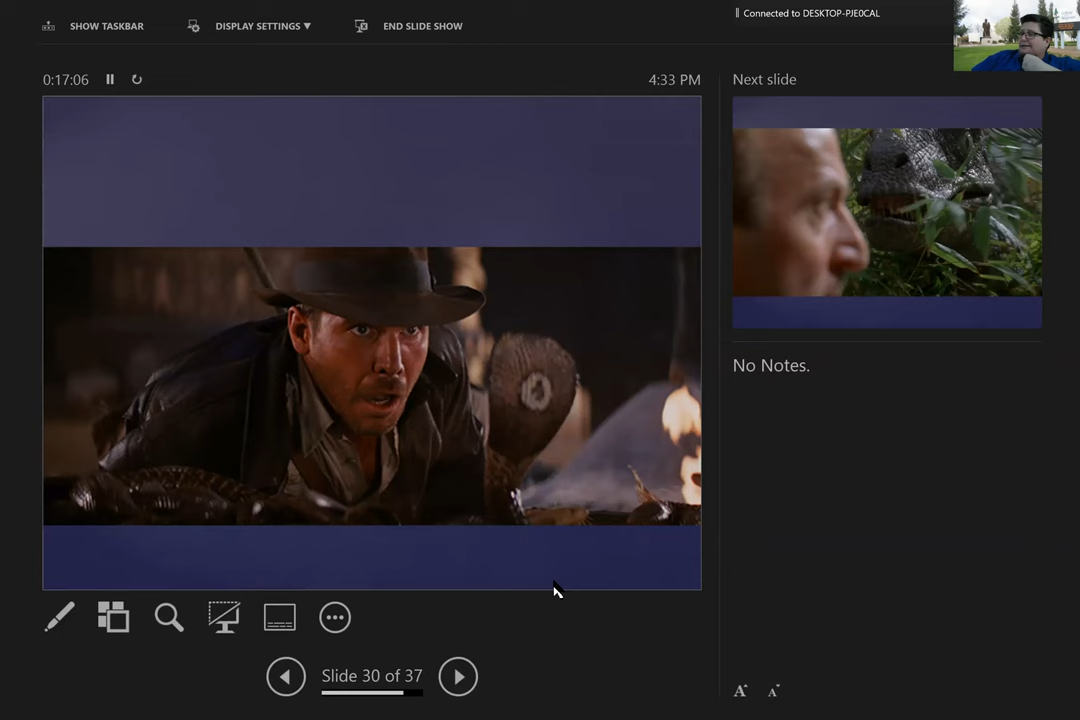 SHOW TASKBAR
DISPLAY SETTINGS ▼
END SLIDE SHOW
Connected to DESKTOP-PJE0CAL
0:17:06
4:33 PM
Next slide
No Notes.
Slide 30 of 37
A
A